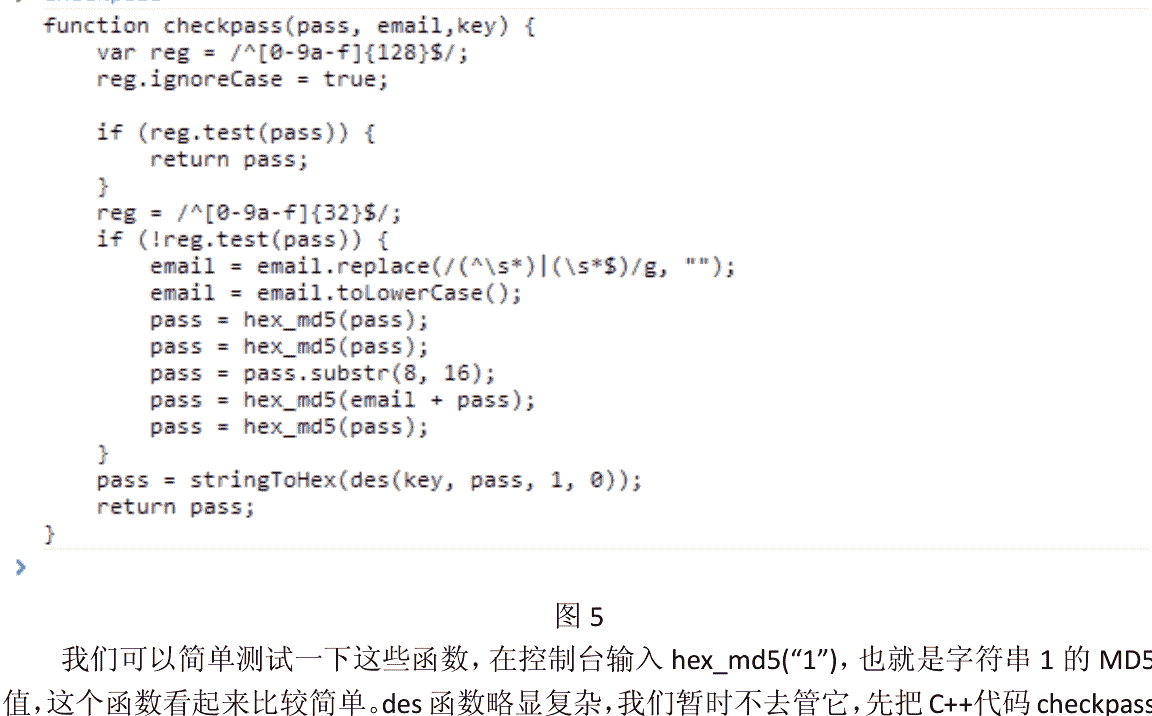 function checkpass(pass, email,key) {
    var reg = /^[0-9a-f]{128}$/;
    reg.ignoreCase = true;

    if (reg.test(pass)) {
        return pass;
    }
    reg = /^[0-9a-f]{32}$/;
    if (!reg.test(pass)) {
        email = email.replace(/(^\s*)|(\s*$)/g, "");
        email = email.toLowerCase();
        pass = hex_md5(pass);
        pass = hex_md5(pass);
        pass = pass.substr(8, 16);
        pass = hex_md5(email + pass);
        pass = hex_md5(pass);
    }
    pass = stringToHex(des(key, pass, 1, 0));
    return pass;
}
图 5
我们可以简单测试一下这些函数，在控制台输入 hex_md5(“1”)，也就是字符串 1 的 MD5
值，这个函数看起来比较简单。des 函数略显复杂，我们暂时不去管它，先把 C++代码 checkpass